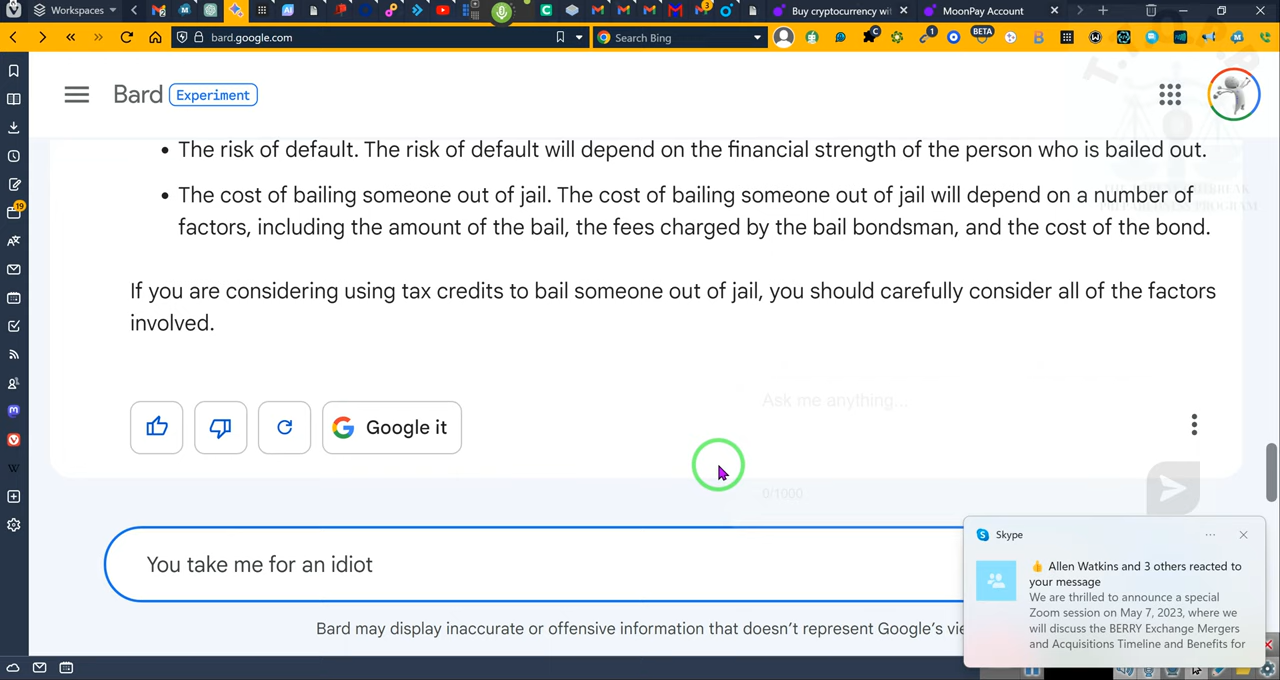 Workspaces
Buy cryptocurrency wi
MoonPay Account
bard.google.com
Search Bing
BETA
Bard Experiment
• The risk of default. The risk of default will depend on the financial strength of the person who is bailed out.
• The cost of bailing someone out of jail. The cost of bailing someone out of jail will depend on a number of
factors, including the amount of the bail, the fees charged by the bail bondsman, and the cost of the bond.
If you are considering using tax credits to bail someone out of jail, you should carefully consider all of the factors
involved.
Ask me anything...
Google it
0/1000
You take me for an idiot
Skype
👍 Allen Watkins and 3 others reacted to
your message
We are thrilled to announce a special
Zoom session on May 7, 2023, where we
will discuss the BERRY Exchange Mergers
and Acquisitions Timeline and Benefits for
Bard may display inaccurate or offensive information that doesn't represent Google's vie